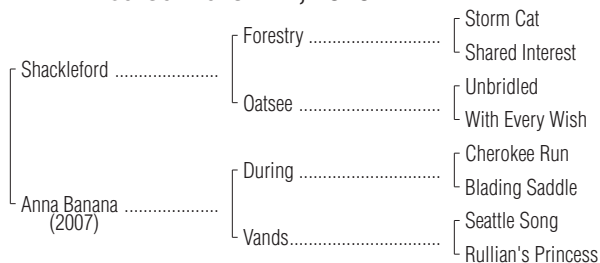 Storm Cat
Forestry
Shared Interest
Shackleford
Unbridled
Oatsee
With Every Wish
Cherokee Run
During
Blading Saddle
Anna Banana
(2007)
Seattle Song
Vands
Rullian's Princess